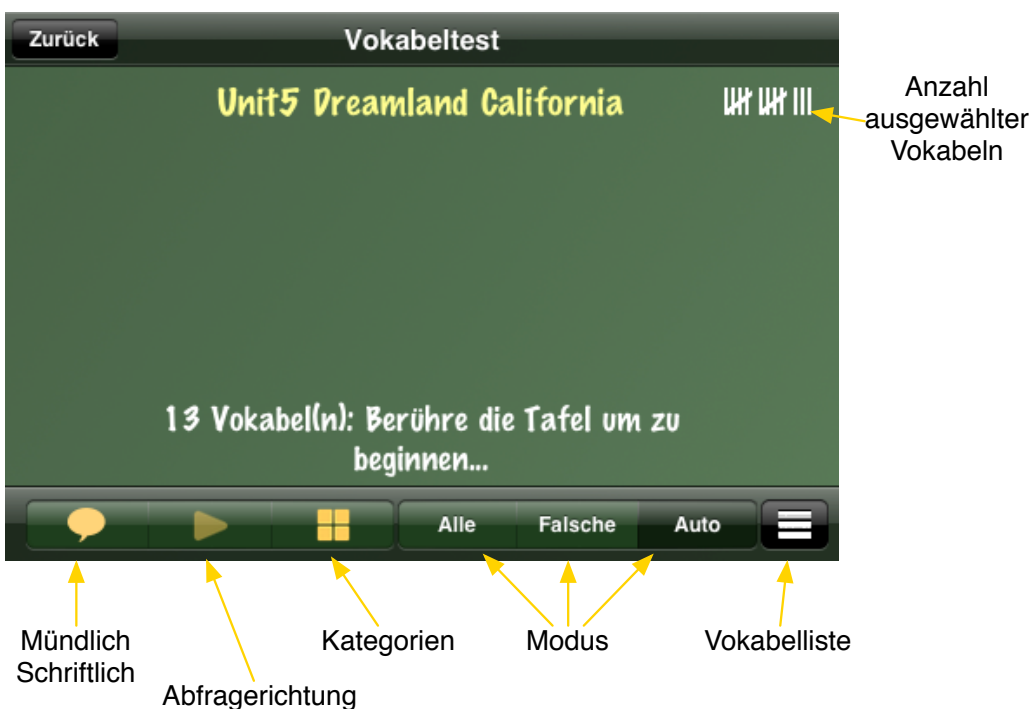 Zurück
Vokabeltest
Unit5 Dreamland California
Anzahl
ausgewählter
Vokabeln
13 Vokabel(n): Berühre die Tafel um zu
beginnen...
Alle
Falsche
Auto
Mündlich
Schriftlich
Abfragerichtung
Kategorien
Modus
Vokabelliste